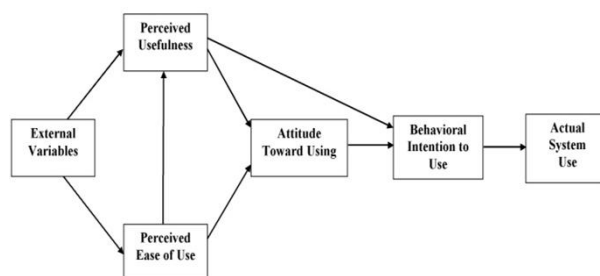 Perceived
Usefulness
External
Variables
Attitude
Toward Using
Behavioral
Intention to
Use
Actual
System
Use
Perceived
Ease of Use